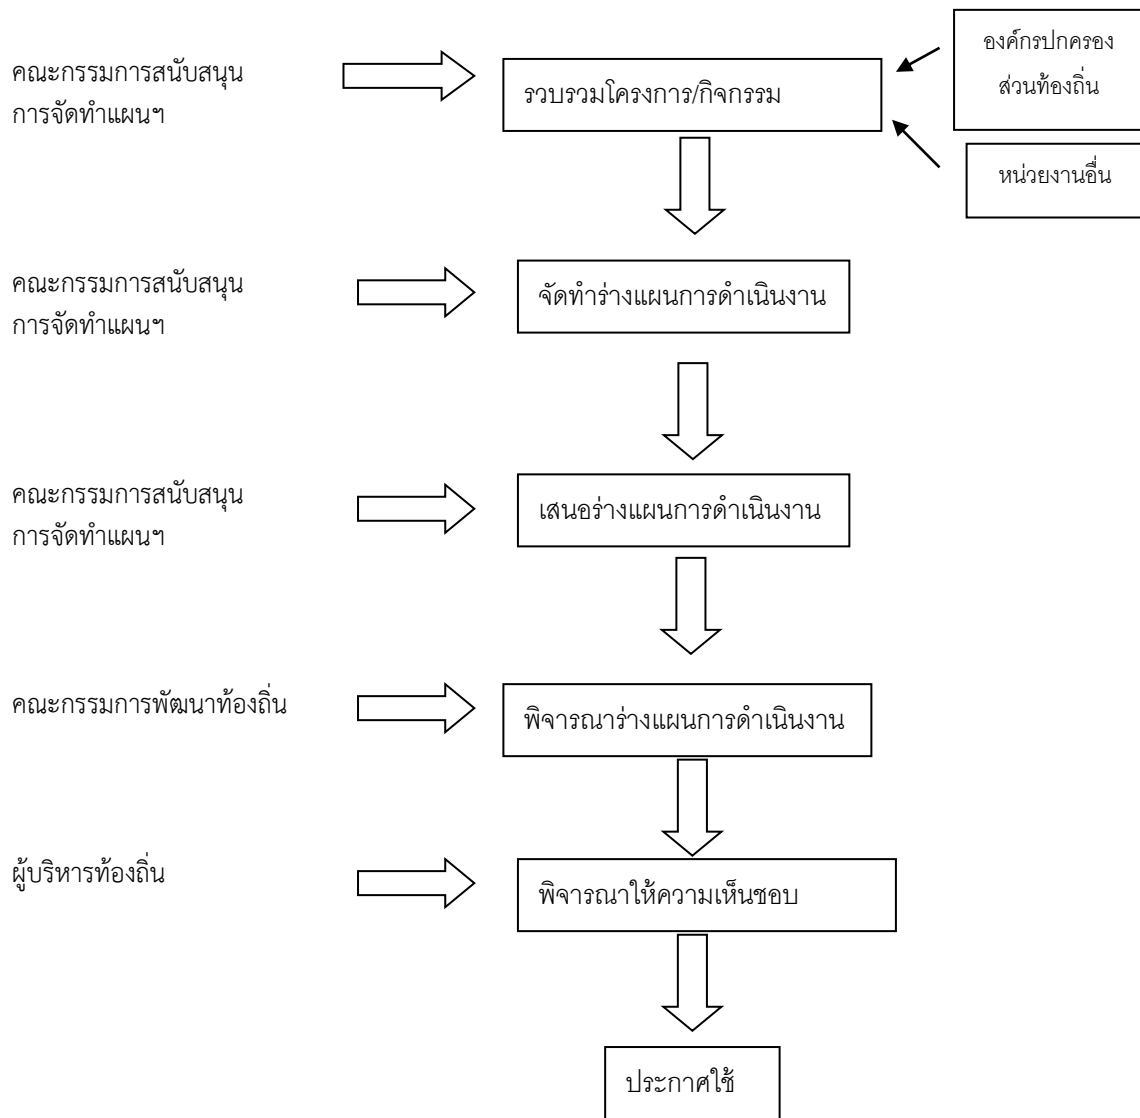 องค์กรปกครอง
ส่วนท้องถิ่น
คณะกรรมการสนับสนุน
การจัดทำแผนฯ
รวบรวมโครงการ/กิจกรรม
หน่วยงานอื่น
คณะกรรมการสนับสนุน
การจัดทำแผนฯ
จัดทำร่างแผนการดำเนินงาน
คณะกรรมการสนับสนุน
การจัดทำแผนฯ
เสนอร่างแผนการดำเนินงาน
คณะกรรมการพัฒนาท้องถิ่น
พิจารณาร่างแผนการดำเนินงาน
ผู้บริหารท้องถิ่น
พิจารณาให้ความเห็นชอบ
ประกาศใช้